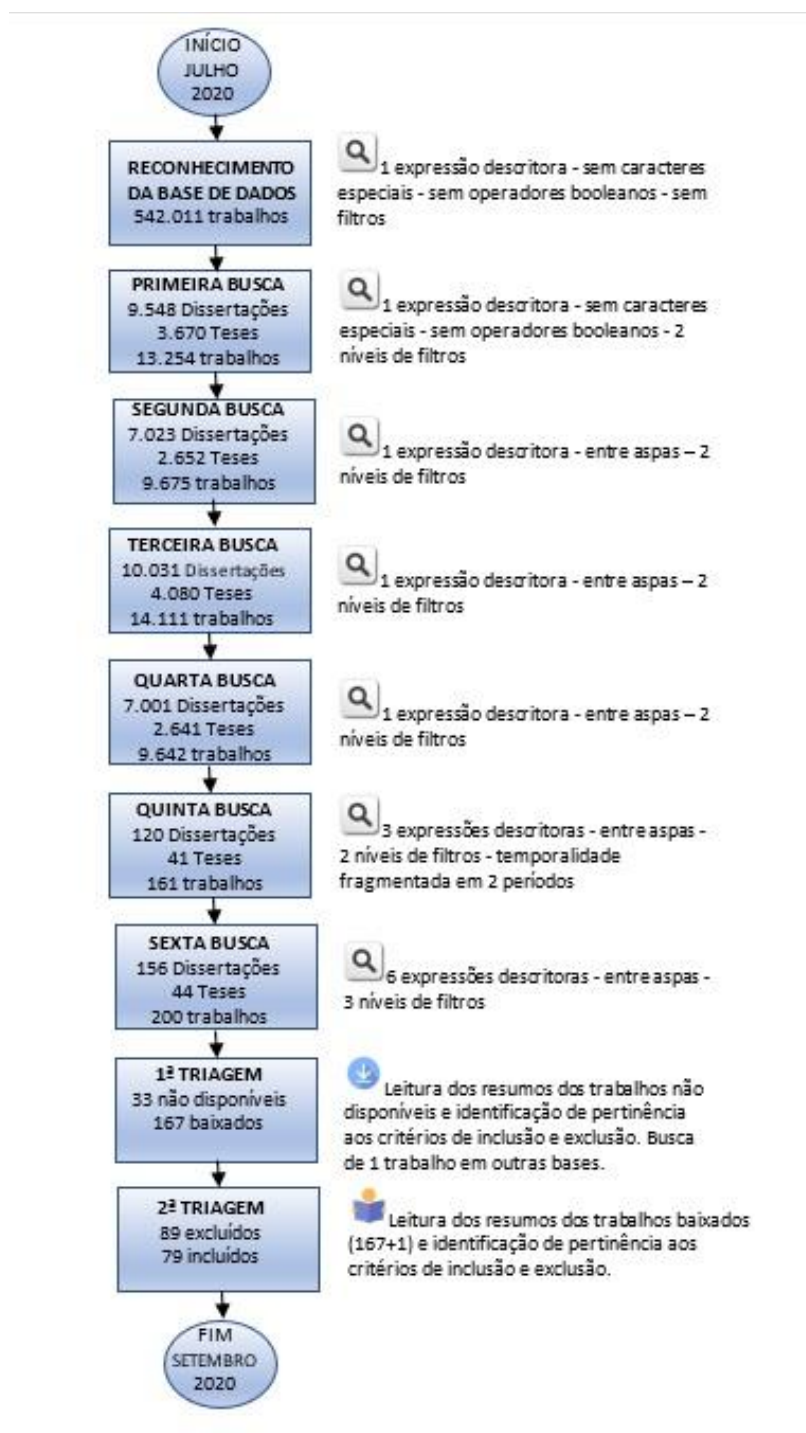 INÍCIO
JULHO
2020
RECONHECIMENTO
DA BASE DE DADOS
542.011 trabalhos
1 expressão descritora - sem caracteres
especiais - sem operadores booleanos - sem
filtros
PRIMEIRA BUSCA
9.548 Dissertações
3.670 Teses
13.254 trabalhos
1 expressão descritora - sem caracteres
especiais - sem operadores booleanos - 2
níveis de filtros
SEGUNDA BUSCA
7.023 Dissertações
2.652 Teses
9.675 trabalhos
1 expressão descritora - entre aspas – 2
níveis de filtros
TERCEIRA BUSCA
10.031 Dissertações
4.080 Teses
14.111 trabalhos
1 expressão descritora - entre aspas – 2
níveis de filtros
QUARTA BUSCA
7.001 Dissertações
2.641 Teses
9.642 trabalhos
1 expressão descritora - entre aspas – 2
níveis de filtros
QUINTA BUSCA
120 Dissertações
41 Teses
161 trabalhos
3 expressões descritoras - entre aspas -
2 níveis de filtros - temporalidade
fragmentada em 2 períodos
SEXTA BUSCA
156 Dissertações
44 Teses
200 trabalhos
6 expressões descritoras - entre aspas -
3 níveis de filtros
1ª TRIAGEM
33 não disponíveis
167 baixados
Leitura dos resumos dos trabalhos não
disponíveis e identificação de pertinência
aos critérios de inclusão e exclusão. Busca
de 1 trabalho em outras bases.
2ª TRIAGEM
89 excluídos
79 incluídos
Leitura dos resumos dos trabalhos baixados
(167+1) e identificação de pertinência aos
critérios de inclusão e exclusão.
FIM
SETEMBRO
2020